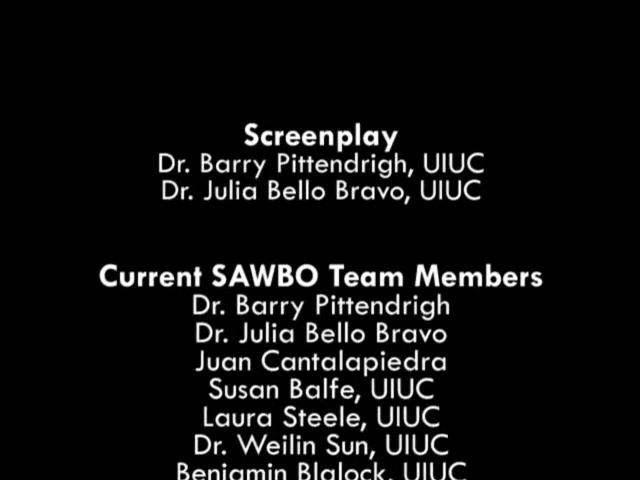 Screenplay
Dr. Barry Pittendrigh, UIUC
Dr. Julia Bello Bravo, UIUC
Current SAWBO Team Members
Dr. Barry Pittendrigh
Dr. Julia Bello Bravo
Juan Cantalapiedra
Susan Balfe, UIUC
Laura Steele, UIUC
Dr. Weilin Sun, UIUC
Benjamin Blalock, UIUC